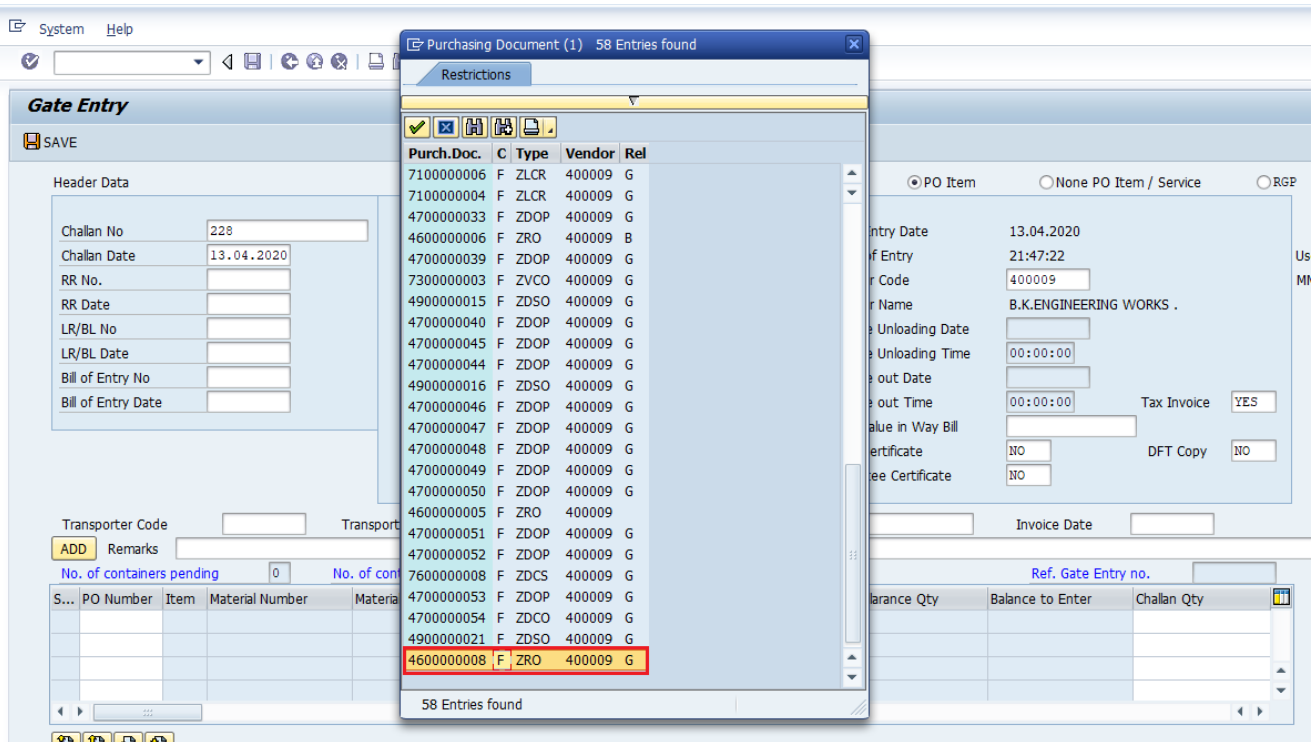 System Help
Purchasing Document (1) 58 Entries found
Restrictions
Gate Entry
SAVE
Purch.Doc. C Type Vendor Rel
7100000006 F ZLCR 400009 G
7100000004 F ZLCR 400009 G
4700000033 F ZDOP 400009 G
4600000006 F ZRO 400009 B
4700000039 F ZDOP 400009 G
7300000003 F ZVCO 400009 G
4900000015 F ZDSO 400009 G
4700000040 F ZDOP 400009 G
4700000045 F ZDOP 400009 G
4700000044 F ZDOP 400009 G
4900000016 F ZDSO 400009 G
4700000046 F ZDOP 400009 G
4700000047 F ZDOP 400009 G
4700000048 F ZDOP 400009 G
4700000049 F ZDOP 400009 G
4700000050 F ZDOP 400009 G
4600000005 F ZRO 400009
4700000051 F ZDOP 400009 G
4700000052 F ZDOP 400009 G
7600000008 F ZDCS 400009 G
4700000053 F ZDOP 400009 G
4700000054 F ZDCO 400009 G
4900000021 F ZDSO 400009 G
4600000008 F ZRO 400009 G
58 Entries found
Header Data
Challan No 228
Challan Date 13.04.2020
RR No.
RR Date
LR/BL No
LR/BL Date
Bill of Entry No
Bill of Entry Date
PO Item None PO Item / Service RGP
ntry Date 13.04.2020
of Entry 21:47:22 Us
r Code 400009 MM
r Name B.K.ENGINEERING WORKS .
e Unloading Date
e Unloading Time 00:00:00
e out Date
e out Time 00:00:00 Tax Invoice YES
alue in Way Bill
ertificate NO DFT Copy NO
tee Certificate NO
Transporter Code Transport Invoice Date
ADD Remarks
No. of containers pending 0 No. of cont Ref. Gate Entry no.
S... PO Number Item Material Number Materia larance Qty Balance to Enter Challan Qty